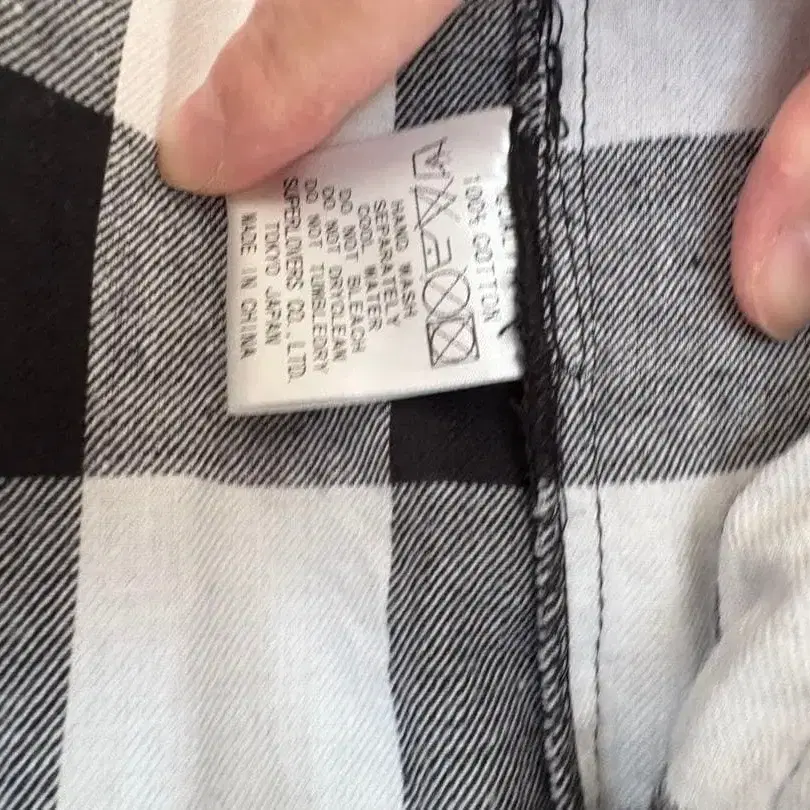 100% COTTON
HAND WASH
SEPARATELY
COOL WATER
DO NOT BLEACH
DO NOT DRYCLEAN
DO NOT TUMBLEDRY
SUPERLOVERS CO., LTD.
TOKYO JAPAN
MADE IN CHINA